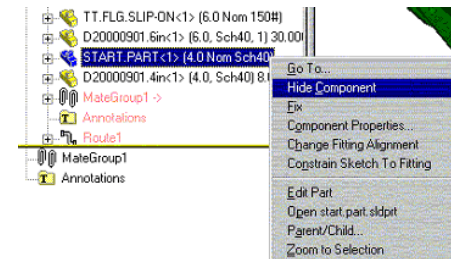 TT.FLG.SLIP-ON<1> (6.0 Nom 150#)
D20000901.6in<1> (6.0, Sch40, 1) 30.00
START.PART<1> (4.0 Nom Sch40)
D20000901.4in<1> (4.0, Sch40) 8.
MateGroup1 ->
Annotations
Route1
MateGroup1
Annotations
Go To...
Hide Component
Fix
Component Properties...
Change Fitting Alignment
Constrain Sketch To Fitting
Edit Part
Open start.part.sldprt
Parent/Child...
Zoom to Selection